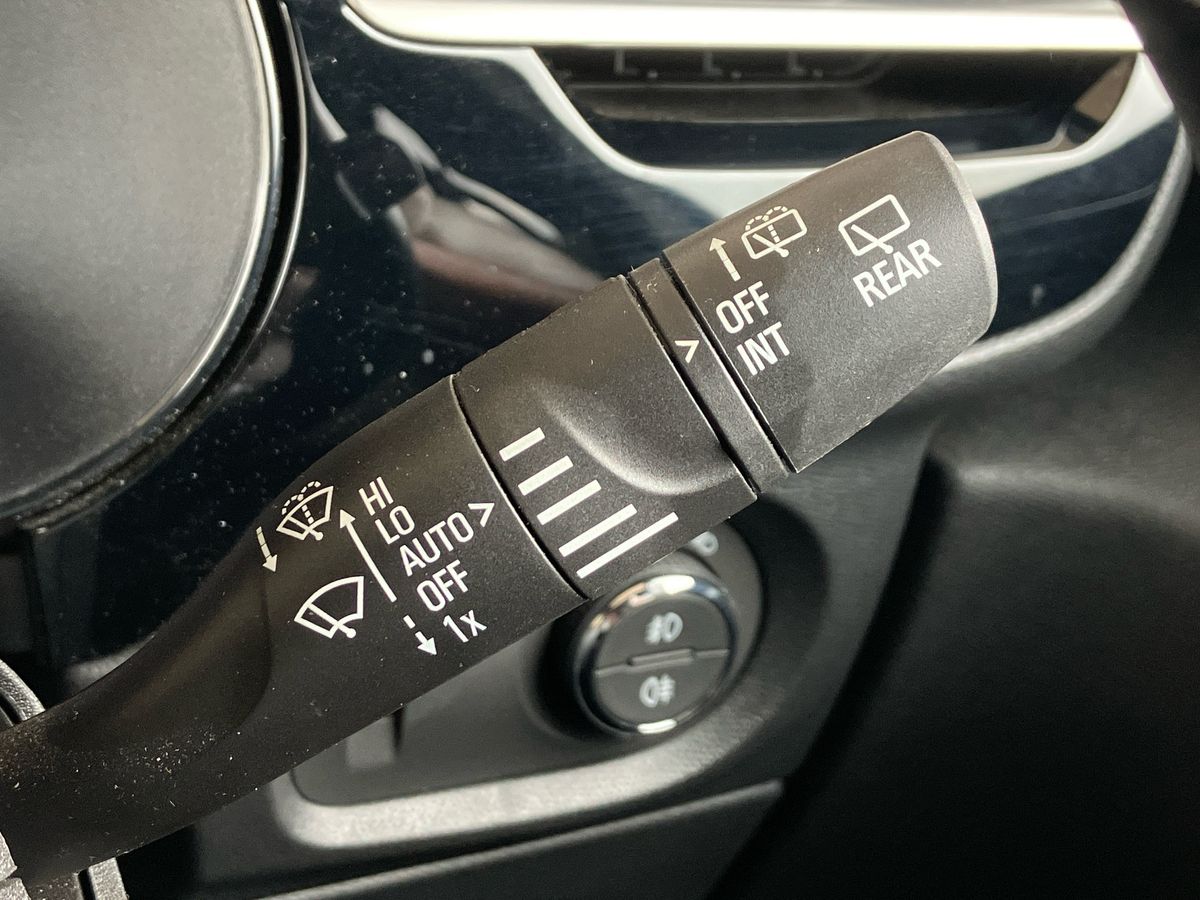 REAR
OFF
INT
HI
LO
AUTO
OFF
1x